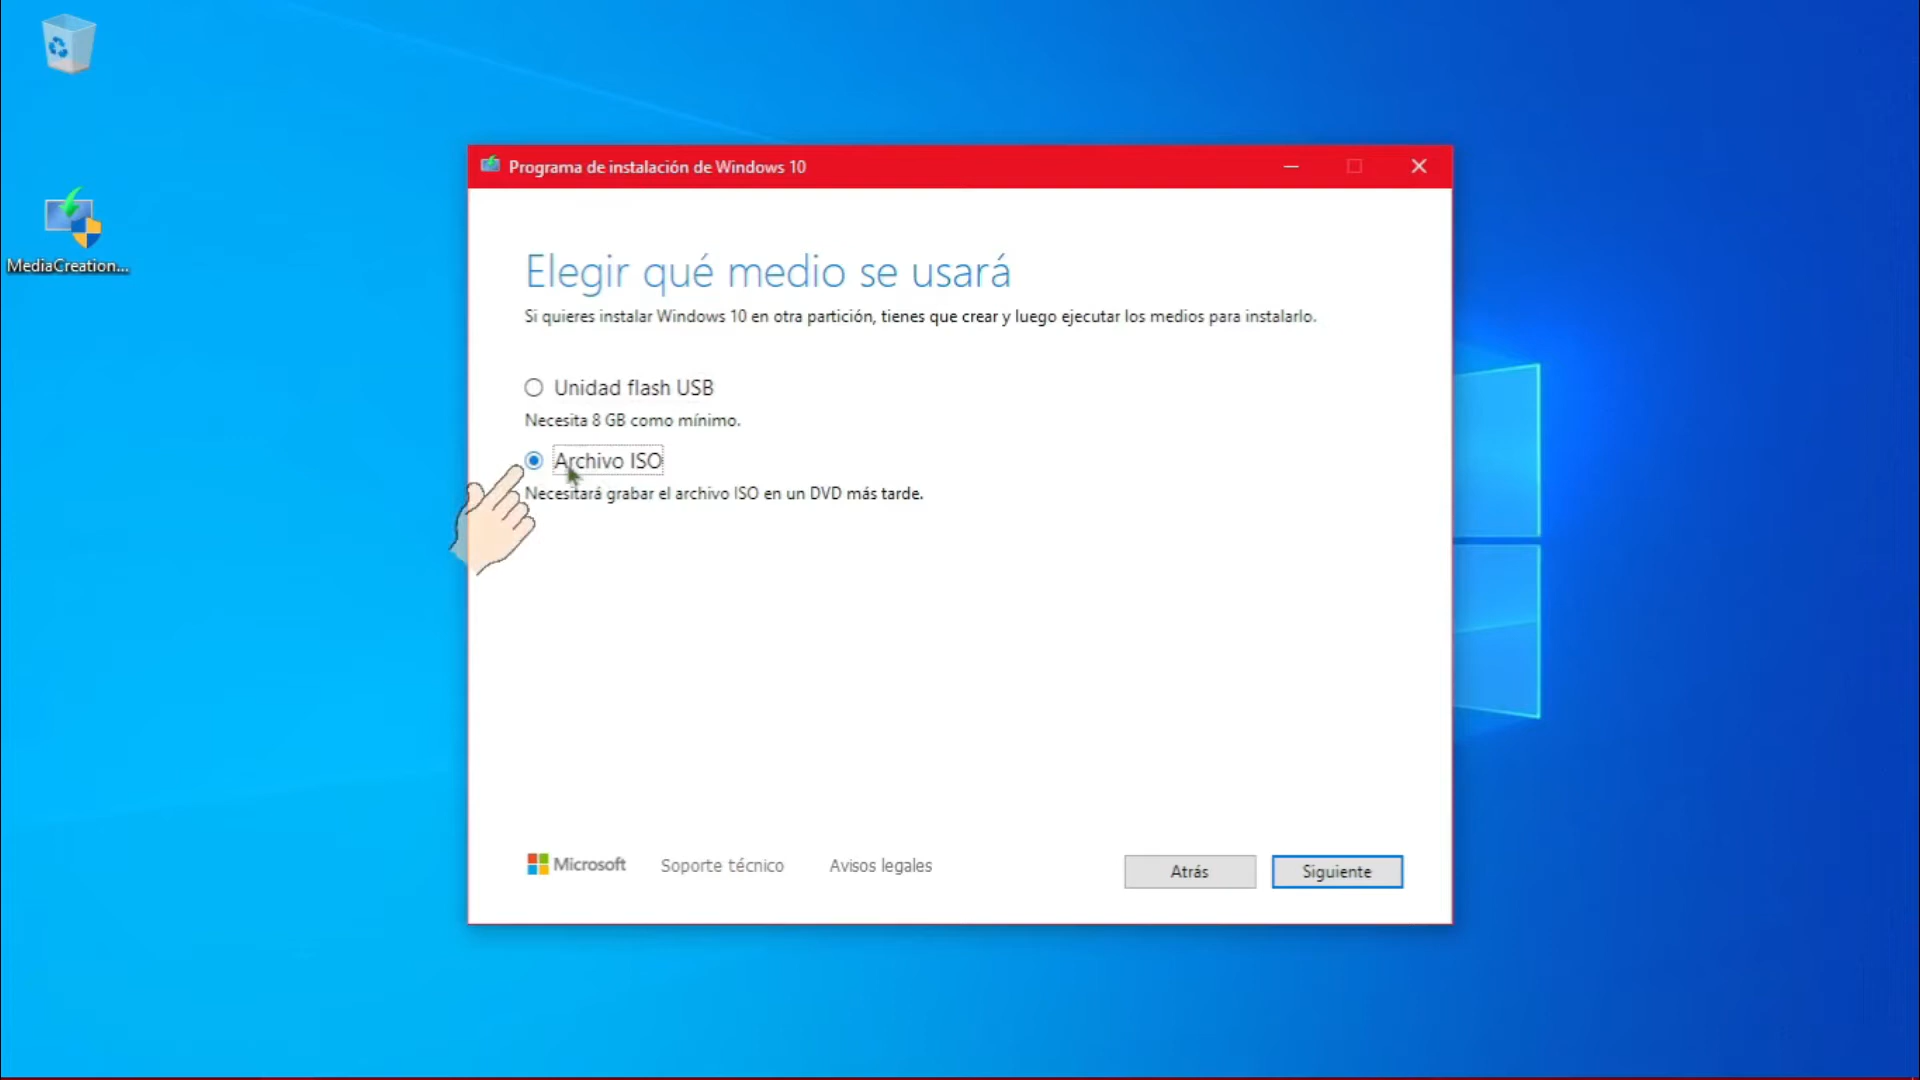 MediaCreation...
Programa de instalación de Windows 10
Elegir qué medio se usará
Si quieres instalar Windows 10 en otra partición, tienes que crear y luego ejecutar los medios para instalarlo.
Unidad flash USB
Necesita 8 GB como mínimo.
Archivo ISO
Necesitará grabar el archivo ISO en un DVD más tarde.
Microsoft Soporte técnico Avisos legales Atrás Siguiente